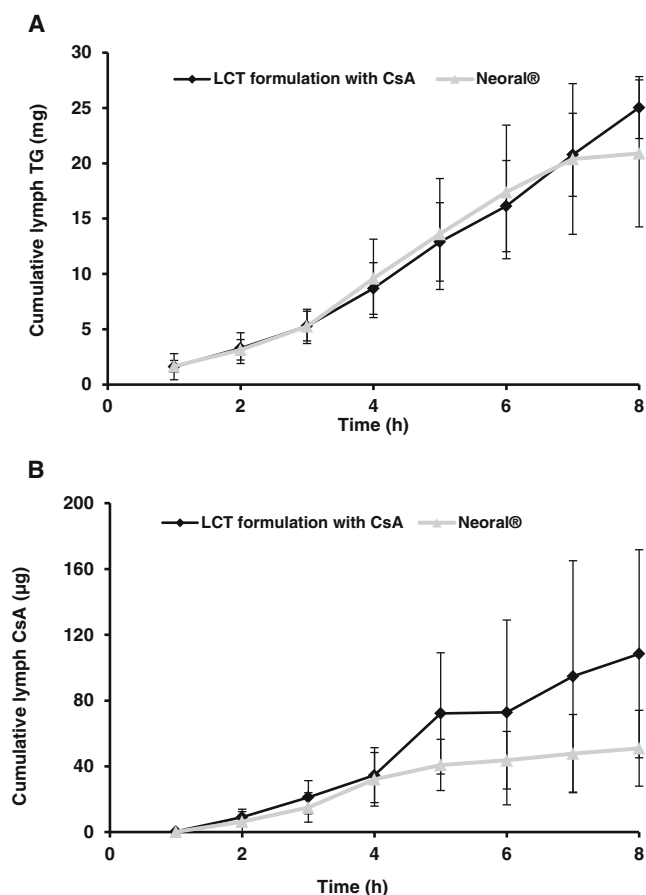 A
LCT formulation with CsA Neoral®
Cumulative lymph TG (mg)
30
25
20
15
10
5
0
0 2 4 6 8
Time (h)
B
LCT formulation with CsA Neoral®
Cumulative lymph CsA (µg)
200
160
120
80
40
0
0 2 4 6 8
Time (h)